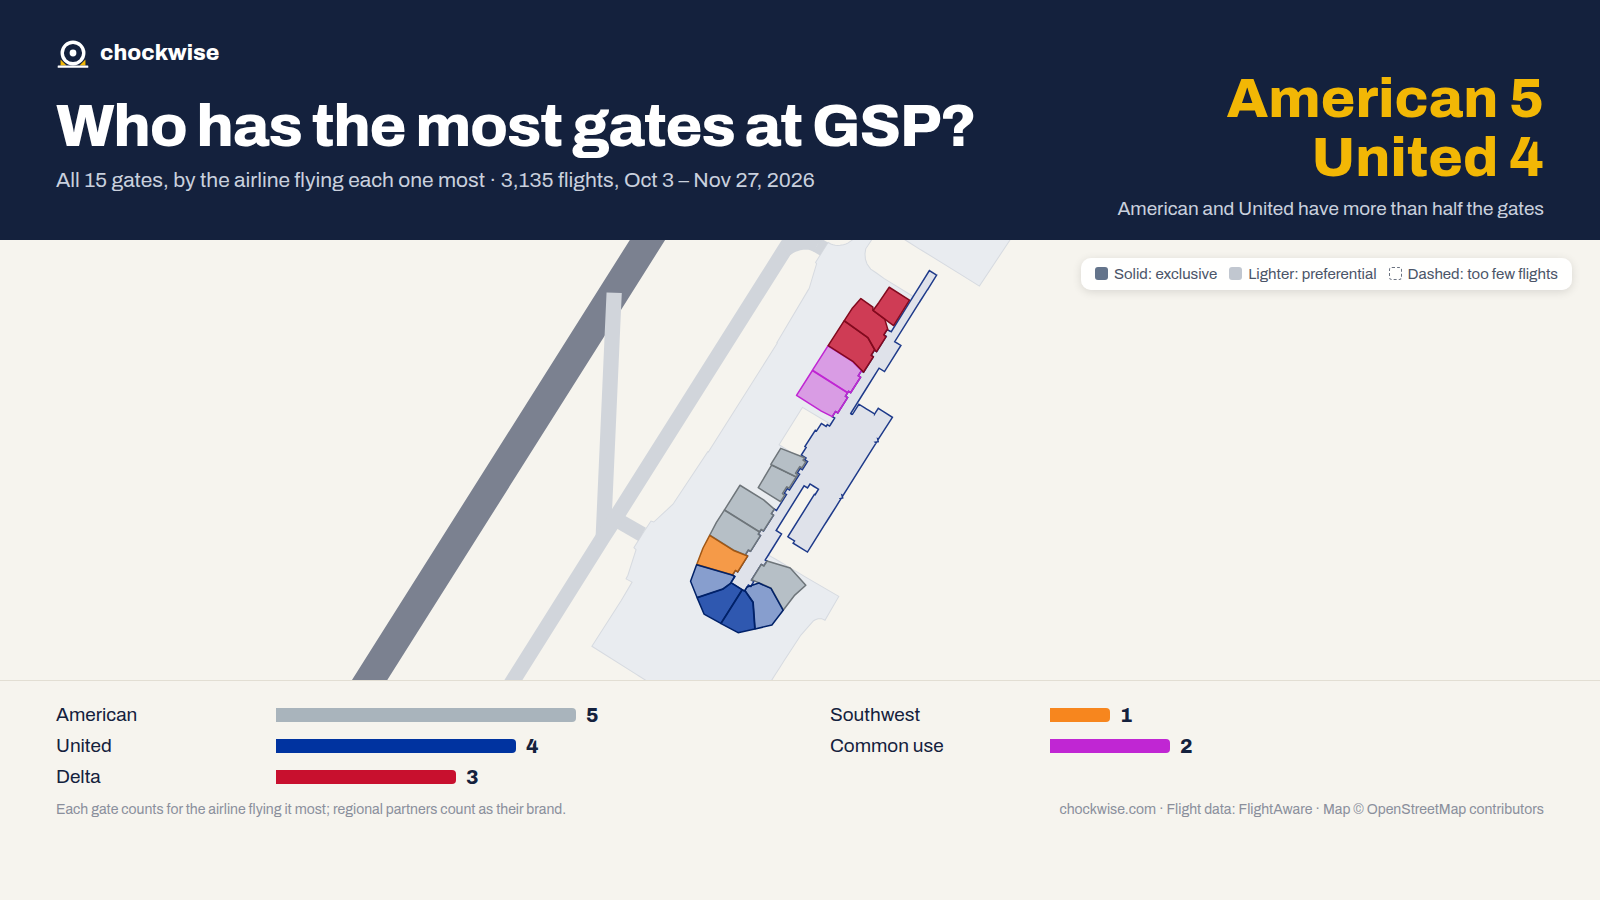 chockwise
Who has the most gates at GSP?
All 15 gates, by the airline flying each one most · 3,135 flights, Oct 3 – Nov 27, 2026
American 5
United 4
American and United have more than half the gates
Solid: exclusive Lighter: preferential Dashed: too few flights
American 5
United 4
Delta 3
Southwest 1
Common use 2
Each gate counts for the airline flying it most; regional partners count as their brand.
chockwise.com · Flight data: FlightAware · Map © OpenStreetMap contributors